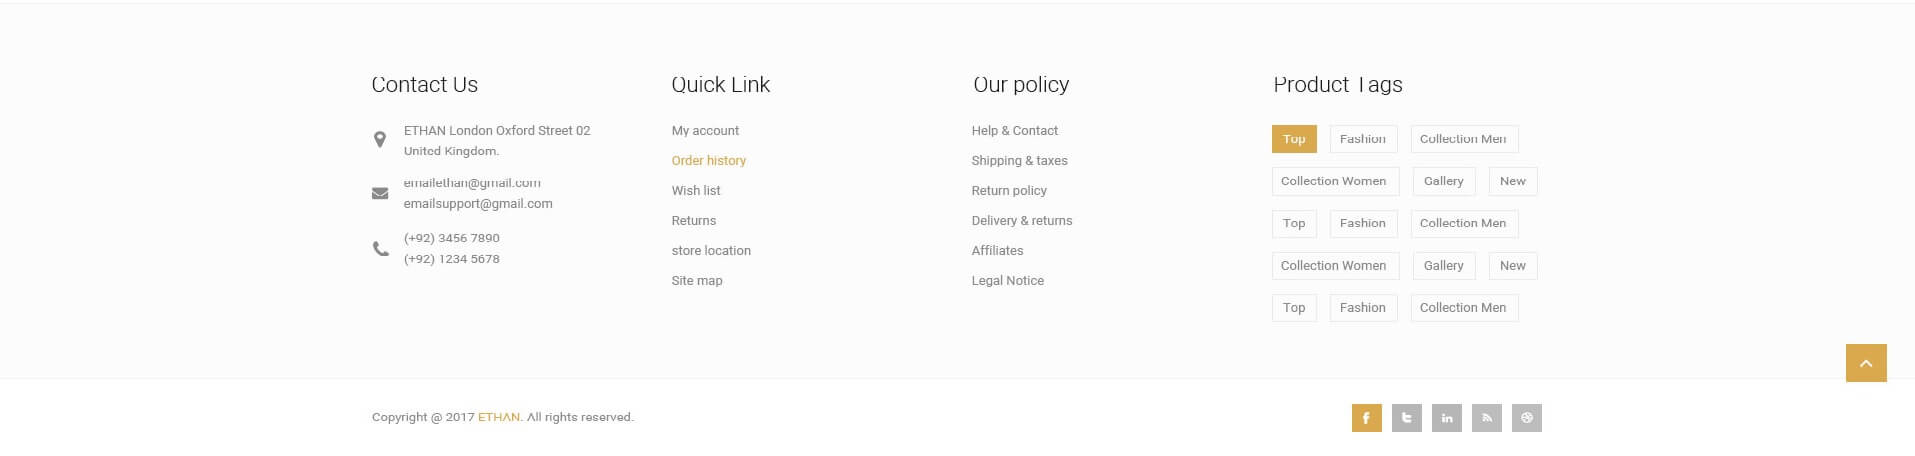 Contact Us
ETHAN London Oxford Street 02
United Kingdom.
emailethan@gmail.com
emailsupport@gmail.com
(+92) 3456 7890
(+92) 1234 5678
Quick Link
My account
Order history
Wish list
Returns
store location
Site map
Our policy
Help & Contact
Shipping & taxes
Return policy
Delivery & returns
Affiliates
Legal Notice
Product Tags
Top Fashion Collection Men
Collection Women Gallery New
Top Fashion Collection Men
Collection Women Gallery New
Top Fashion Collection Men
Copyright @ 2017 ETHAN. All rights reserved.